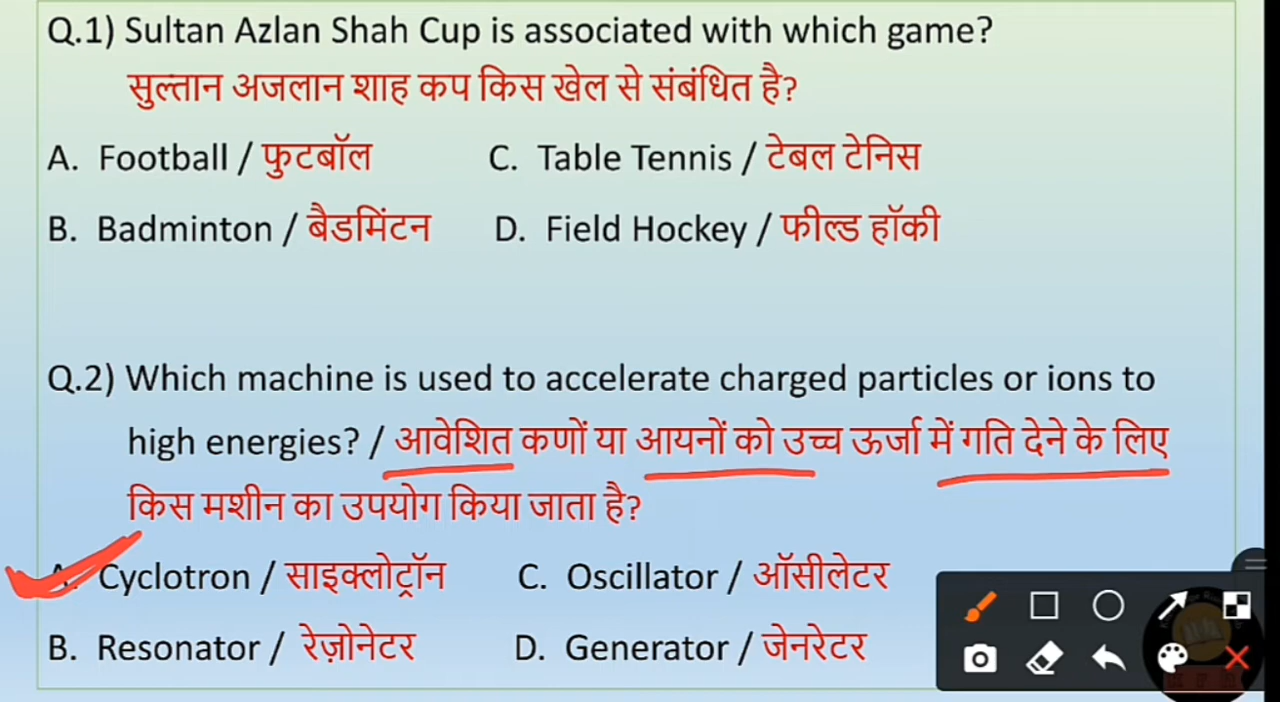 Q.1) Sultan Azlan Shah Cup is associated with which game?
सुल्तान अजलान शाह कप किस खेल से संबंधित है?
A. Football / फुटबॉल C. Table Tennis / टेबल टेनिस
B. Badminton / बैडमिंटन D. Field Hockey / फील्ड हॉकी
Q.2) Which machine is used to accelerate charged particles or ions to
high energies? / आवेशित कणों या आयनों को उच्च ऊर्जा में गति देने के लिए
किस मशीन का उपयोग किया जाता है?
A. Cyclotron / साइक्लोट्रॉन C. Oscillator / ऑसीलेटर
B. Resonator / रेज़ोनेटर D. Generator / जेनरेटर